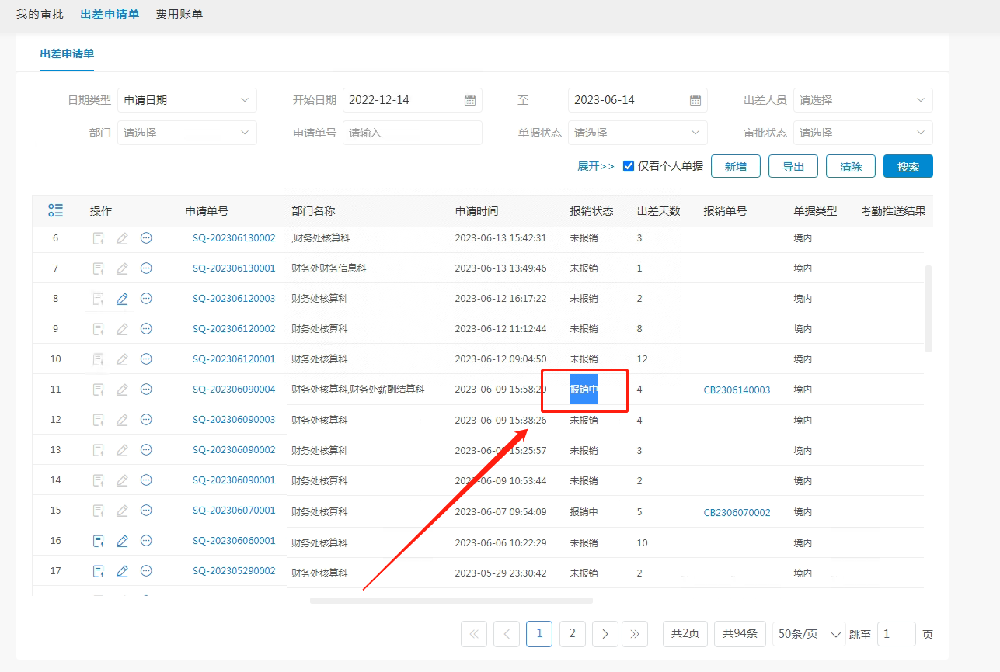 我的审批 出差申请单 费用账单
出差申请单
日期类型 申请日期 开始日期 2022-12-14 至 2023-06-14 出差人员 请选择
部门 请选择 申请单号 请输入 单据状态 请选择 审批状态 请选择
展开>> 仅看个人单据 新增 导出 清除 搜索
操作 申请单号 部门名称 申请时间 报销状态 出差天数 报销单号 单据类型 考勤推送结果
6 SQ-202306130002 ,财务处核算科 2023-06-13 15:42:31 未报销 3 境内
7 SQ-202306130001 财务处财务信息科 2023-06-13 13:49:46 未报销 1 境内
8 SQ-202306120003 财务处核算科 2023-06-12 16:17:22 未报销 2 境内
9 SQ-202306120002 财务处核算科 2023-06-12 11:12:44 未报销 8 境内
10 SQ-202306120001 财务处核算科 2023-06-12 09:04:50 未报销 12 境内
11 SQ-202306090004 财务处核算科,财务处薪酬结算科 2023-06-09 15:58:20 报销中 4 CB2306140003 境内
12 SQ-202306090003 财务处核算科 2023-06-09 15:38:26 未报销 4 境内
13 SQ-202306090002 财务处核算科 2023-06-09 15:25:57 未报销 3 境内
14 SQ-202306090001 财务处核算科 2023-06-09 10:53:44 未报销 2 境内
15 SQ-202306070001 财务处核算科 2023-06-07 09:54:09 报销中 5 CB2306070002 境内
16 SQ-202306060001 财务处核算科 2023-06-06 10:22:29 未报销 10 境内
17 SQ-202305290002 财务处核算科 2023-05-29 23:30:42 未报销 2 境内
1 2 共2页 共94条 50条/页 跳至 1 页